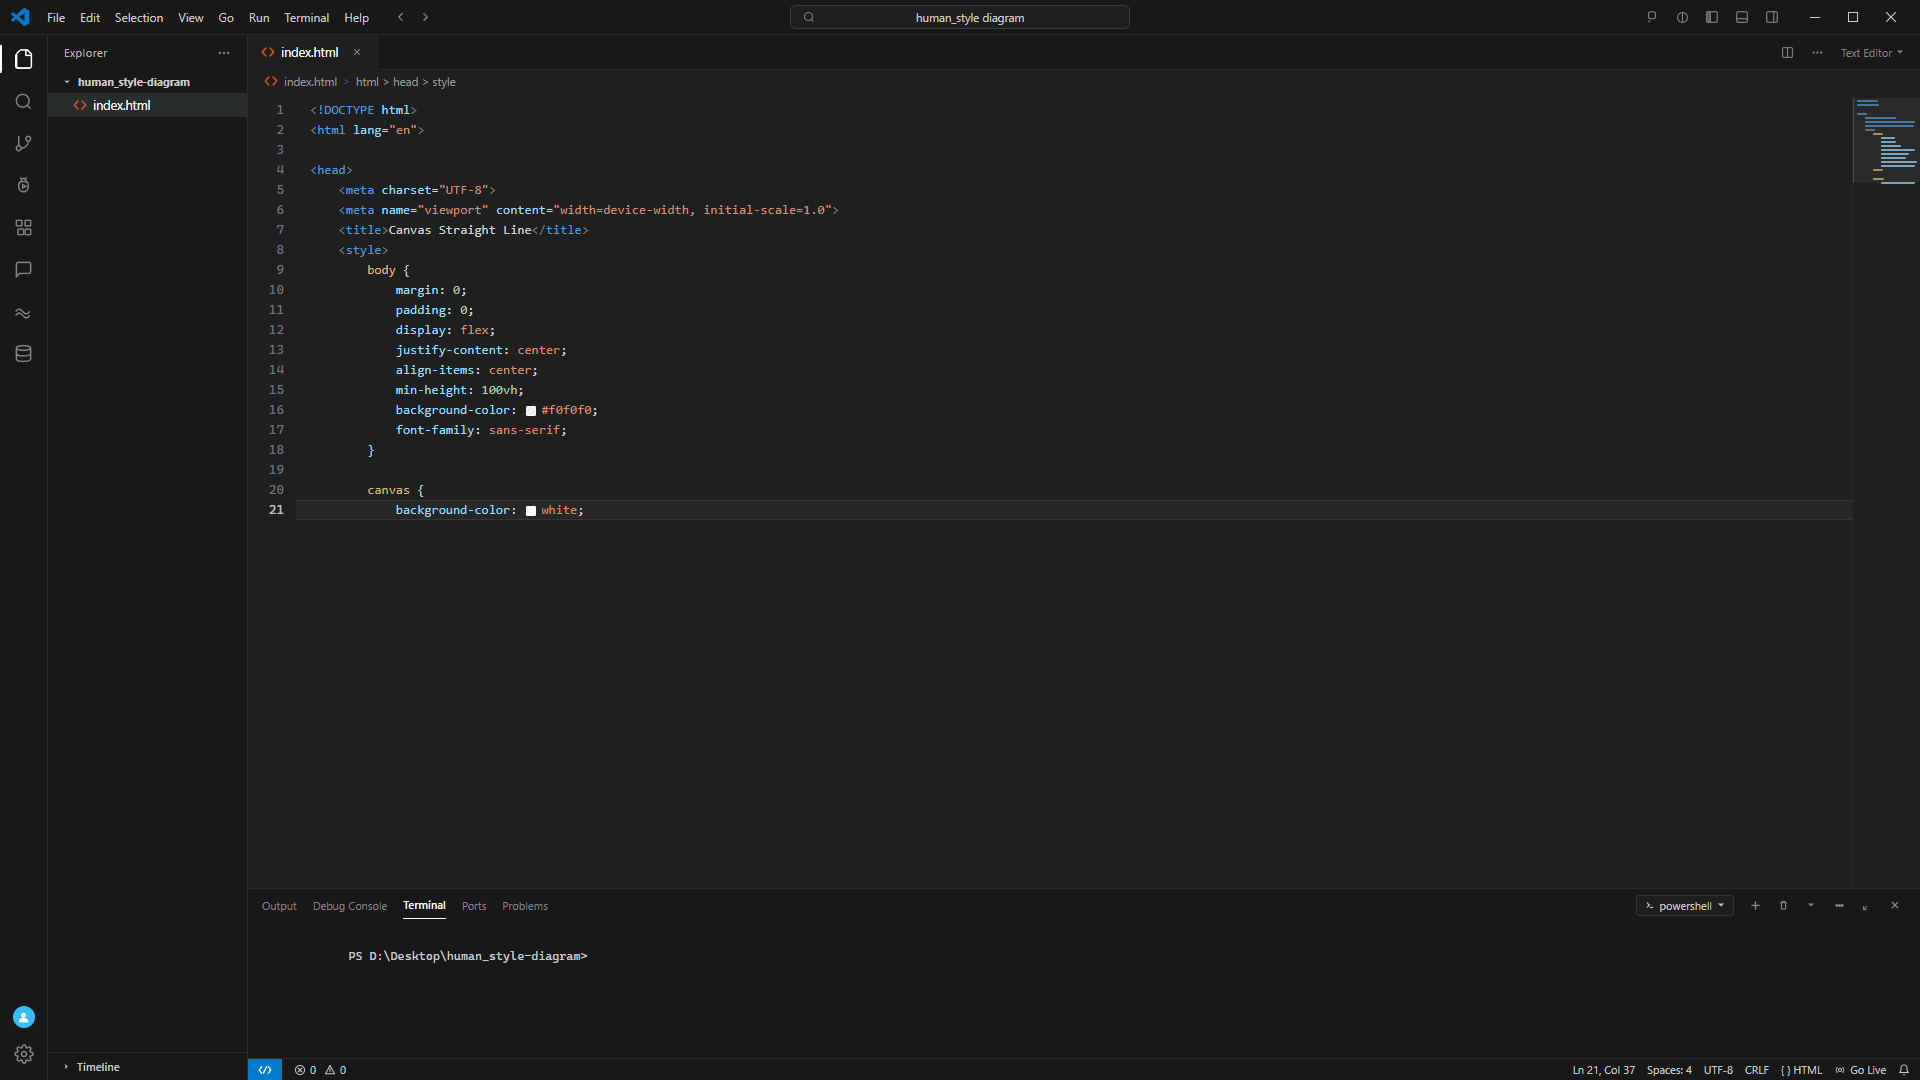 File Edit Selection View Go Run Terminal Help
human_style diagram
Explorer
human_style-diagram
index.html
index.html
Text Editor
index.html > html > head > style
1 <!DOCTYPE html>
2 <html lang="en">
3
4 <head>
5 <meta charset="UTF-8">
6 <meta name="viewport" content="width=device-width, initial-scale=1.0">
7 <title>Canvas Straight Line</title>
8 <style>
9 body {
10 margin: 0;
11 padding: 0;
12 display: flex;
13 justify-content: center;
14 align-items: center;
15 min-height: 100vh;
16 background-color: #f0f0f0;
17 font-family: sans-serif;
18 }
19
20 canvas {
21 background-color: white;
Output Debug Console Terminal Ports Problems
powershell
PS D:\Desktop\human_style-diagram>
Timeline
0 0
Ln 21, Col 37 Spaces: 4 UTF-8 CRLF { } HTML Go Live